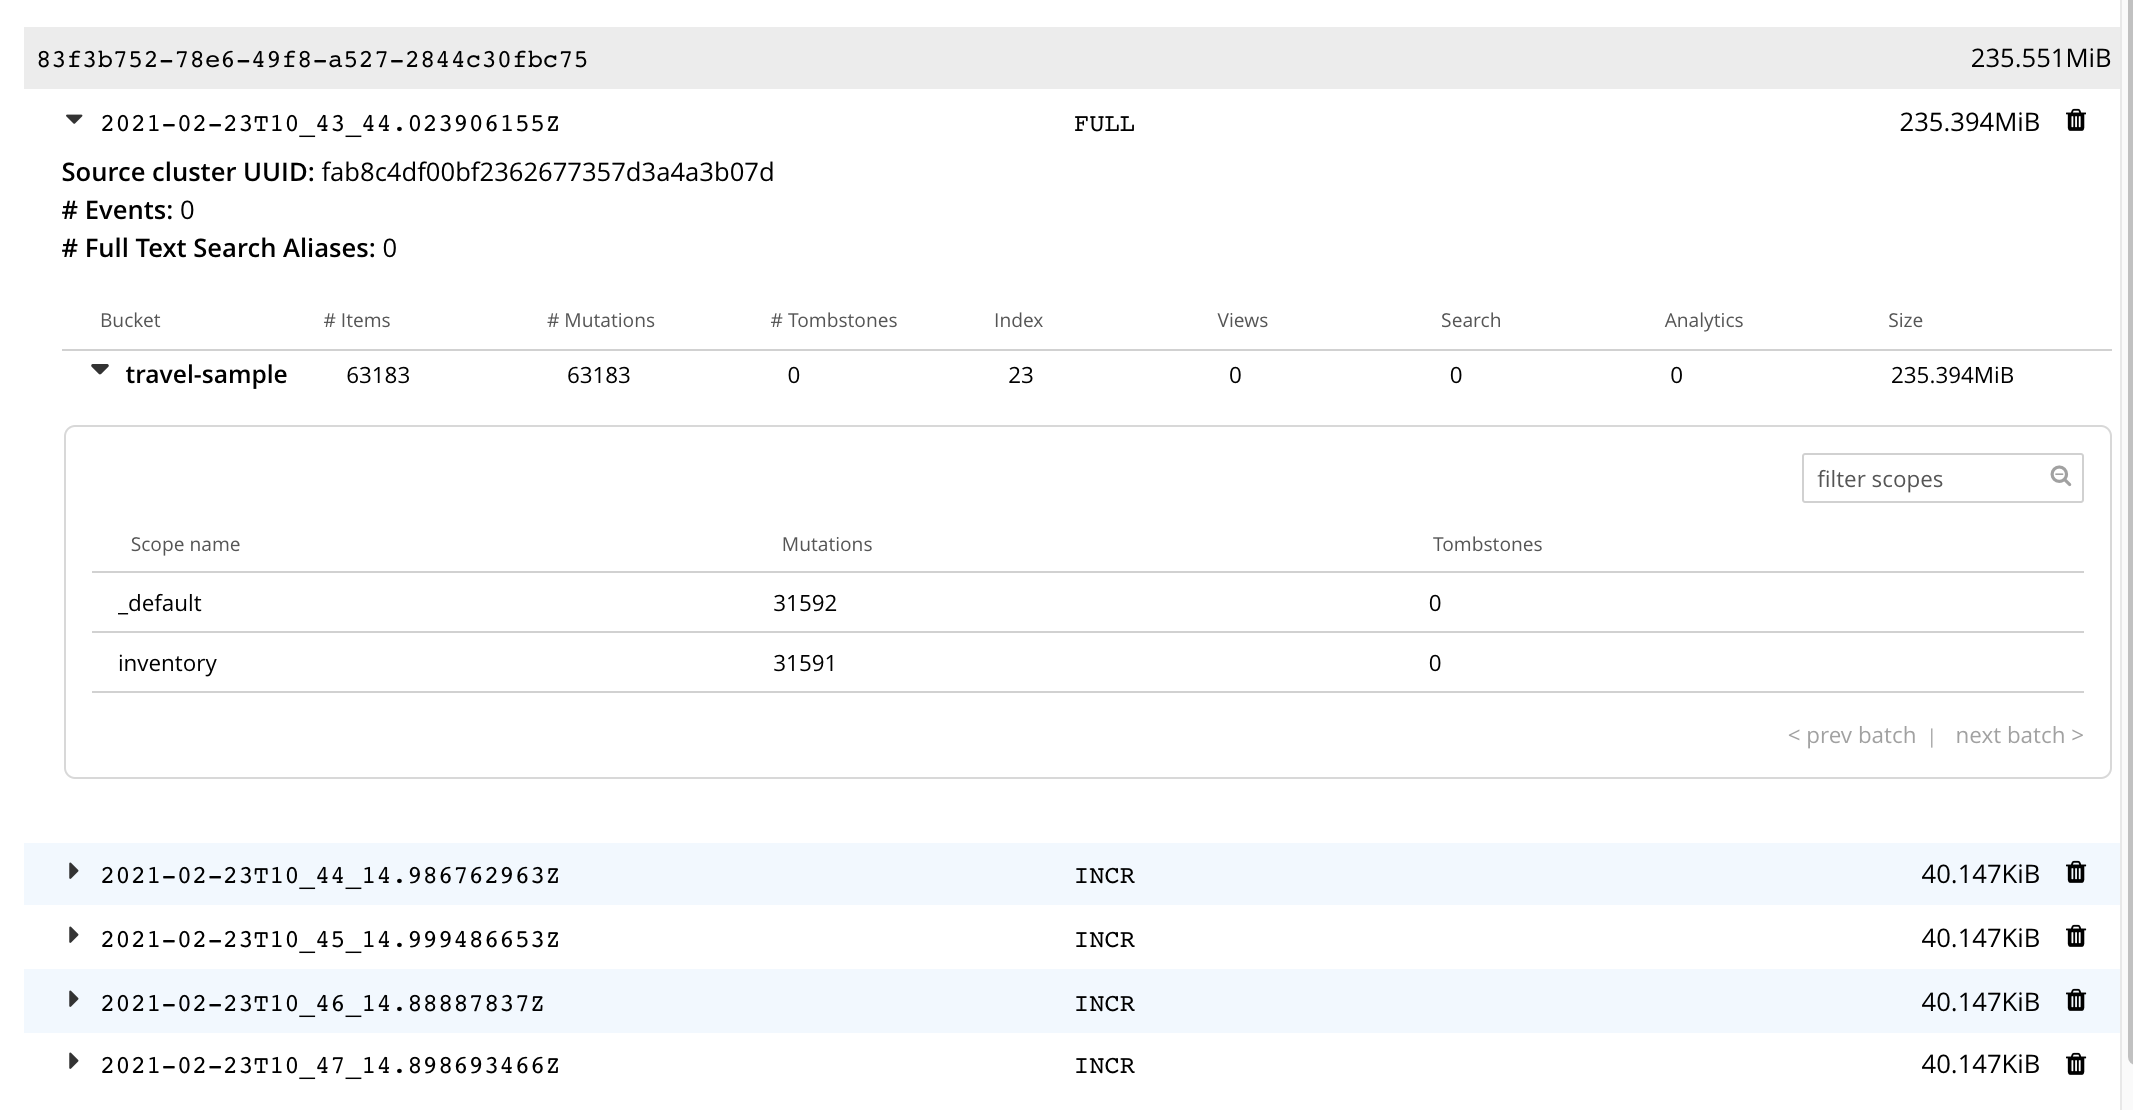 83f3b752-78e6-49f8-a527-2844c30fbc75 235.551MiB
2021-02-23T10_43_44.023906155Z FULL 235.394MiB
Source cluster UUID: fab8c4df00bf2362677357d3a4a3b07d
# Events: 0
# Full Text Search Aliases: 0
Bucket # Items # Mutations # Tombstones Index Views Search Analytics Size
travel-sample 63183 63183 0 23 0 0 0 235.394MiB
filter scopes
Scope name Mutations Tombstones
_default 31592 0
inventory 31591 0
< prev batch | next batch >
2021-02-23T10_44_14.986762963Z INCR 40.147KiB
2021-02-23T10_45_14.999486653Z INCR 40.147KiB
2021-02-23T10_46_14.88887837Z INCR 40.147KiB
2021-02-23T10_47_14.898693466Z INCR 40.147KiB